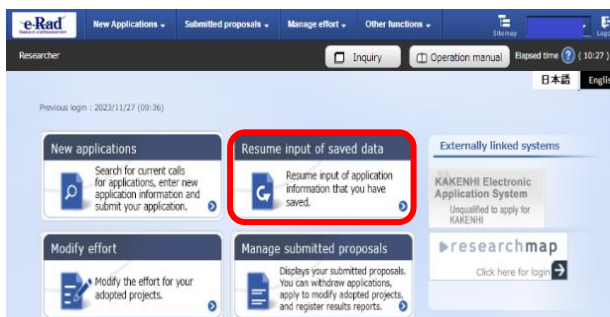 e-Rad
Research and Development
New Applications
Submitted proposals
Manage effort
Other functions
Sitemap
Researcher
Inquiry
Operation manual
Elapsed time ? ( 10:27 )
日本語
Previous login : 2023/11/27 (09:36)
New applications
Search for current calls
for applications, enter new
application information and
submit your application.
Resume input of saved data
Resume input of application
information that you have
saved.
Externally linked systems
KAKENHI Electronic
Application System
Unqualified to apply for
KAKENHI
Modify effort
Modify the effort for your
adopted projects.
Manage submitted proposals
Displays your submitted proposals.
You can withdraw applications,
apply to modify adopted projects,
and register results reports.
researchmap
Click here for login